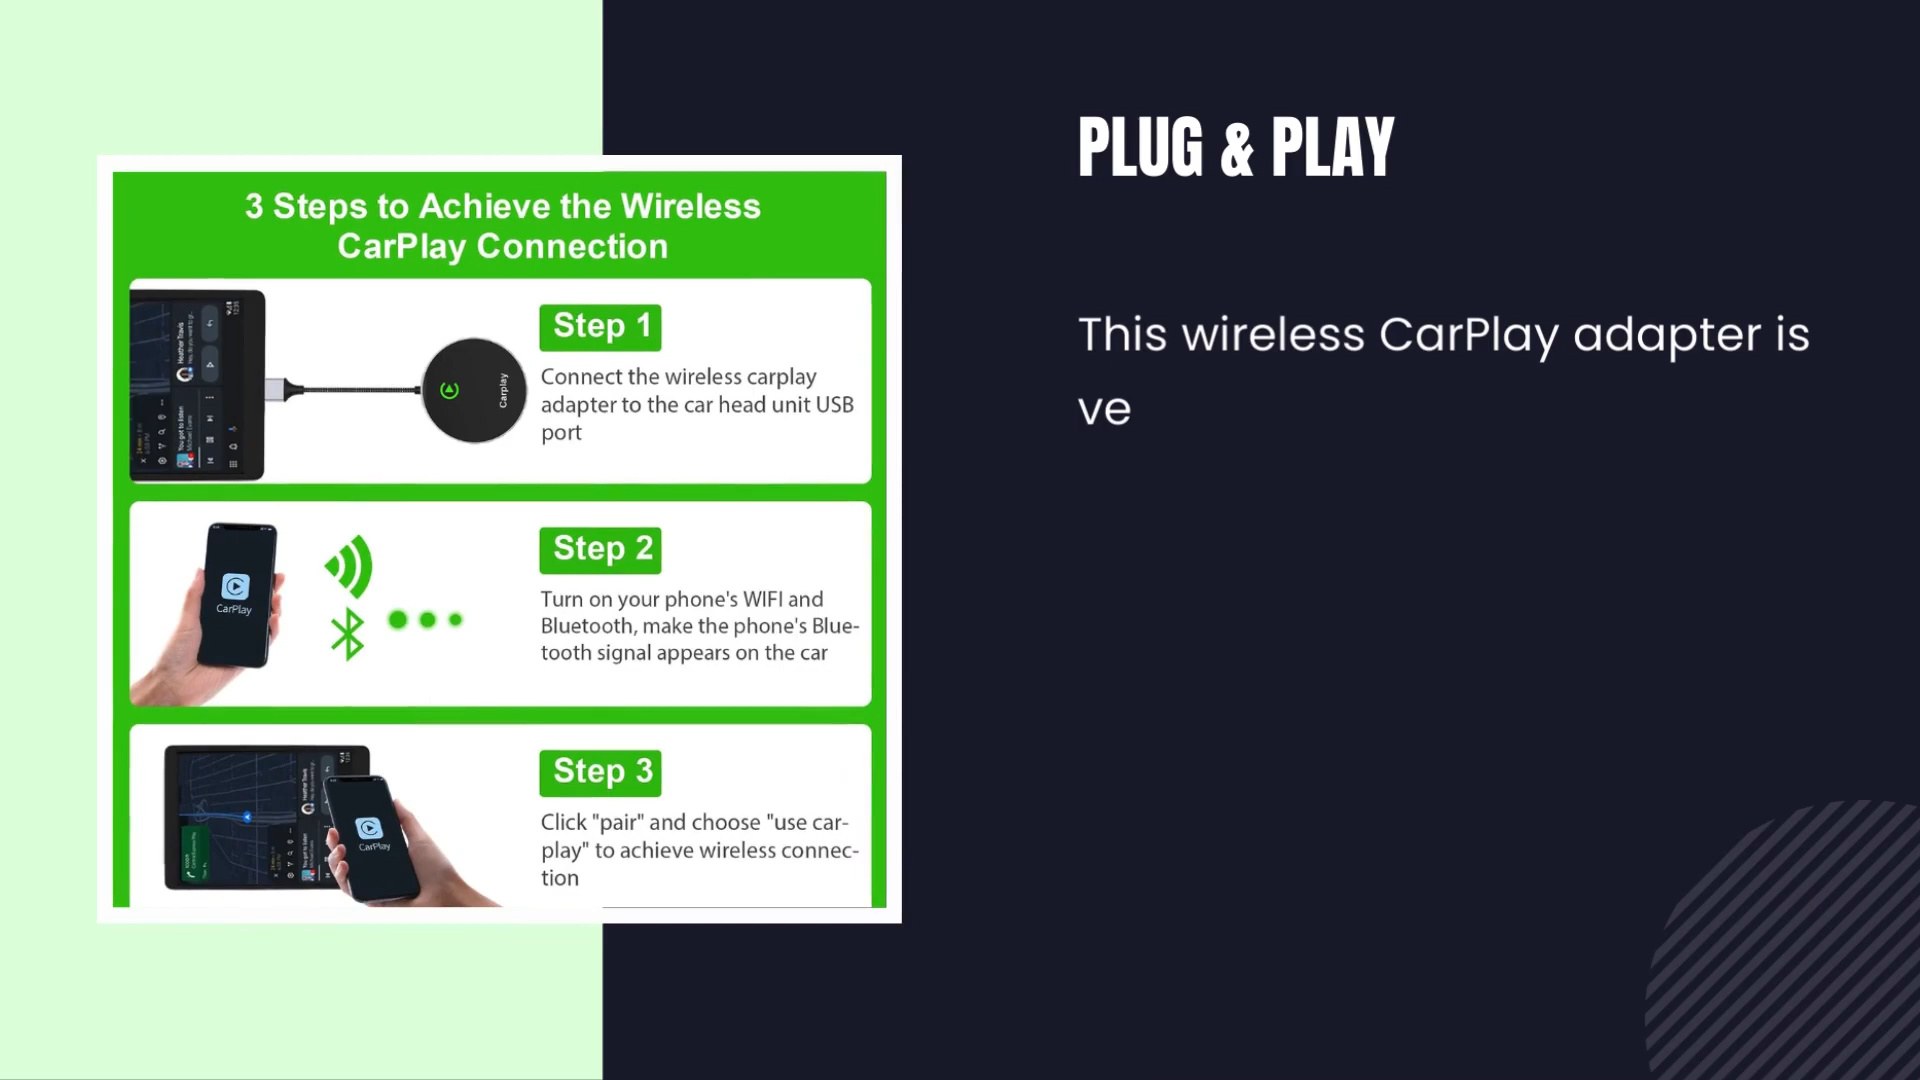 PLUG & PLAY
This wireless CarPlay adapter is
ve
3 Steps to Achieve the Wireless
CarPlay Connection
Step 1
Connect the wireless carplay
adapter to the car head unit USB
port
Carplay
Heather Travis
Step 2
Turn on your phone's WIFI and
Bluetooth, make the phone's Blue-
tooth signal appears on the car
CarPlay
Step 3
Click "pair" and choose "use car-
play" to achieve wireless connec-
tion
CarPlay